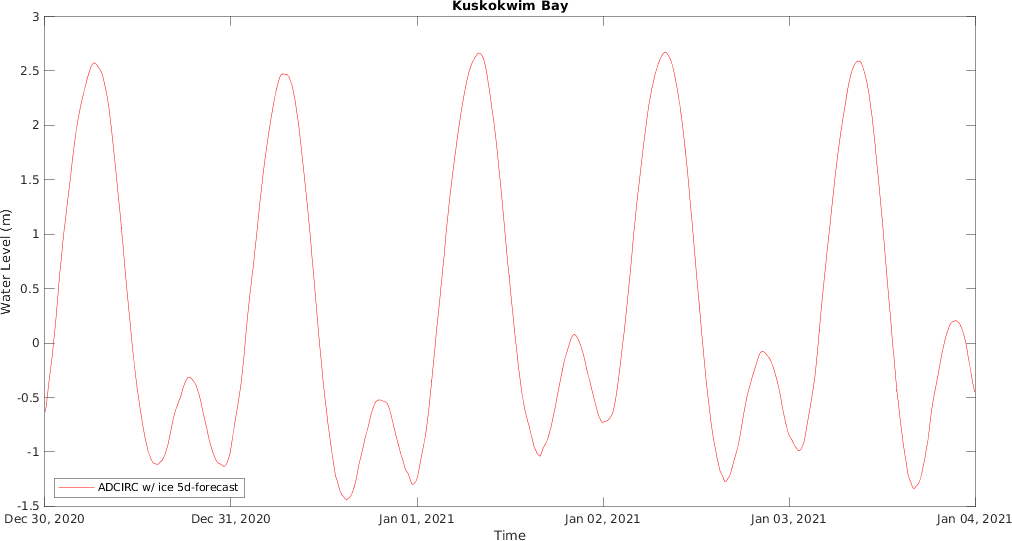 Kuskokwim Bay
3
2.5
2
1.5
1
0.5
0
-0.5
-1
-1.5
Water Level (m)
ADCIRC w/ ice 5d-forecast
Dec 30, 2020 Dec 31, 2020 Jan 01, 2021 Jan 02, 2021 Jan 03, 2021 Jan 04, 2021
Time